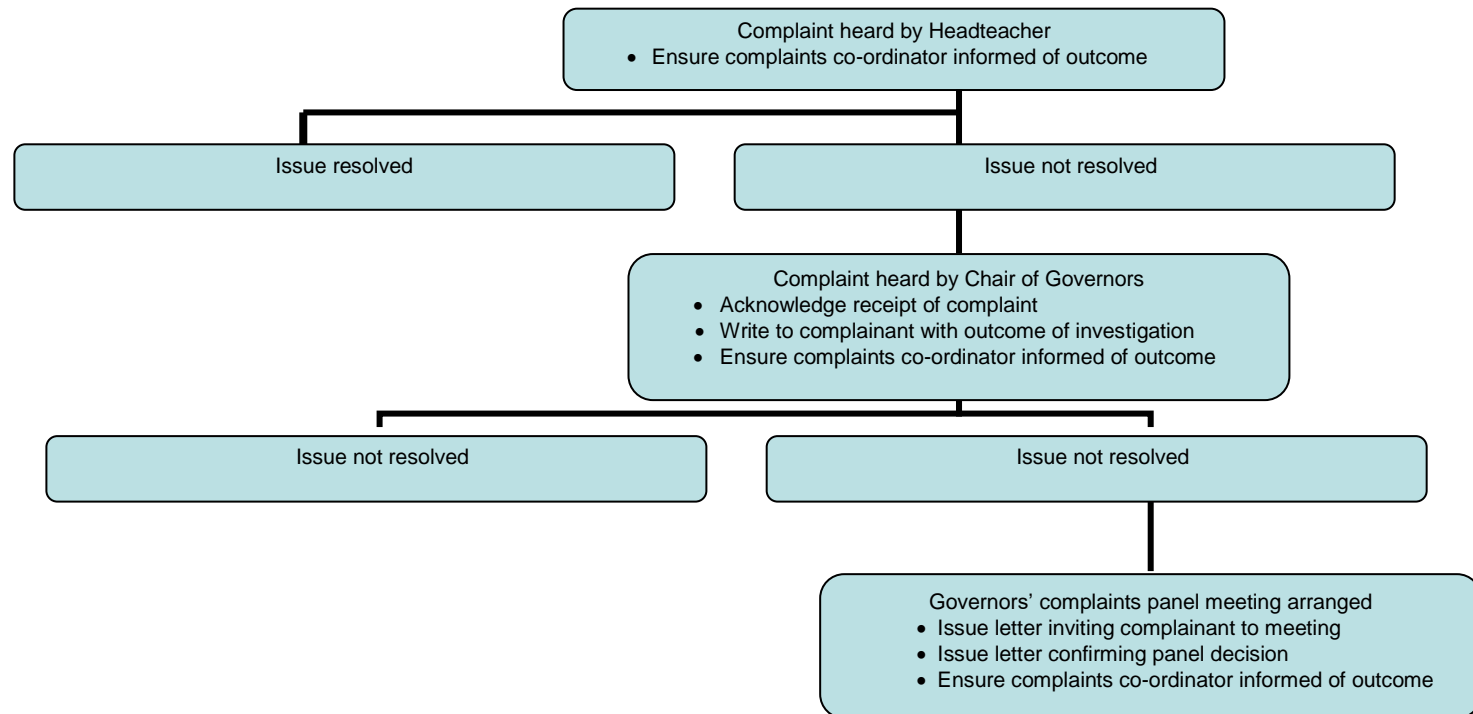 Complaint heard by Headteacher
• Ensure complaints co-ordinator informed of outcome
Issue resolved
Issue not resolved
Complaint heard by Chair of Governors
• Acknowledge receipt of complaint
• Write to complainant with outcome of investigation
• Ensure complaints co-ordinator informed of outcome
Issue not resolved
Issue not resolved
Governors’ complaints panel meeting arranged
• Issue letter inviting complainant to meeting
• Issue letter confirming panel decision
• Ensure complaints co-ordinator informed of outcome